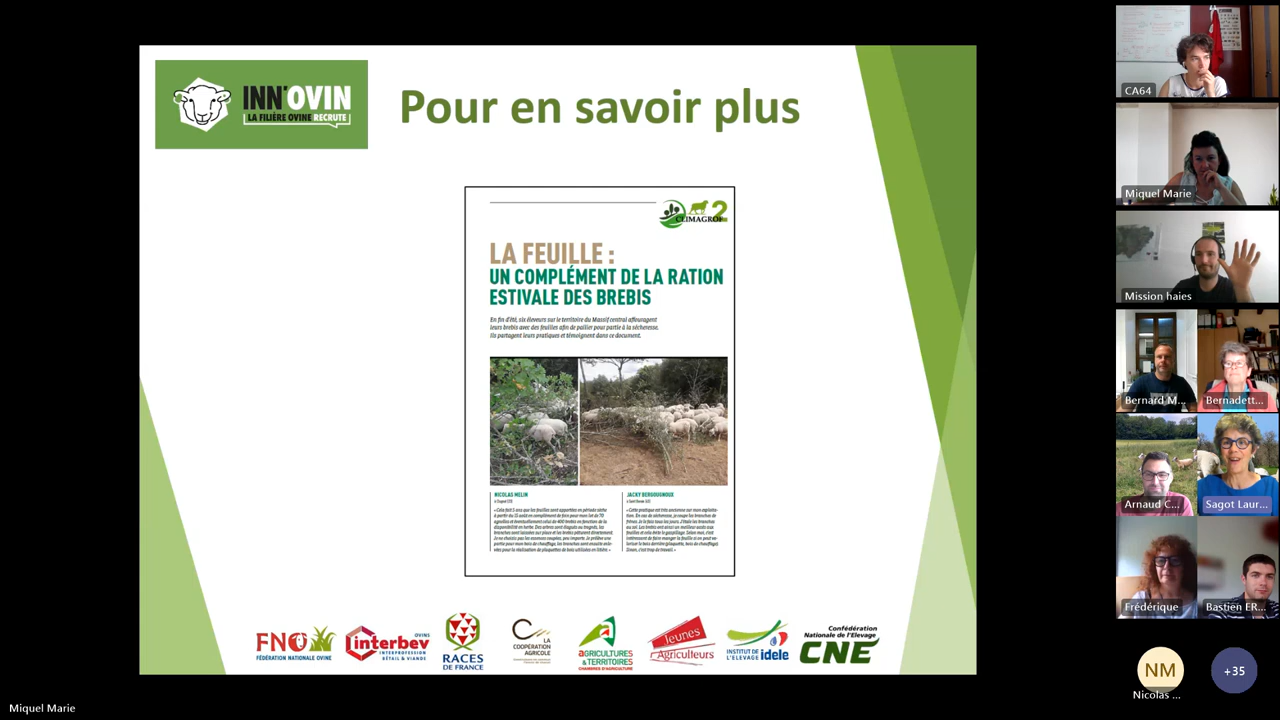 INN'OVIN
LA FILIÈRE OVINE RECRUTE
Pour en savoir plus
CLIMAGROF 2
LA FEUILLE :
UN COMPLÉMENT DE LA RATION
ESTIVALE DES BREBIS
En fin d'été, six éleveurs sur le territoire du Massif central affouragent
leurs brebis avec des feuilles afin de pallier pour partie à la sécheresse.
Ils partagent leurs pratiques et témoignent dans ce document.
NICOLAS MELIN
JACKY BERGOUGNOUX
FNO
FÉDÉRATION NATIONALE OVINE
OVINS
interbev
INTERPROFESSION
BÉTAIL & VIANDE
RACES
DE FRANCE
LA
COOPÉRATION
AGRICOLE
AGRICULTURES
& TERRITOIRES
CHAMBRES D'AGRICULTURE
Jeunes
Agriculteurs
INSTITUT DE
L'ELEVAGE idele
Confédération
Nationale de l'Elevage
CNE
CA64
Miquel Marie
Mission haies
Bernard M...
Bernadett...
Arnaud C...
Sagot Laur...
Frédérique
Bastien ER...
NM
Nicolas ...
+35
Miquel Marie